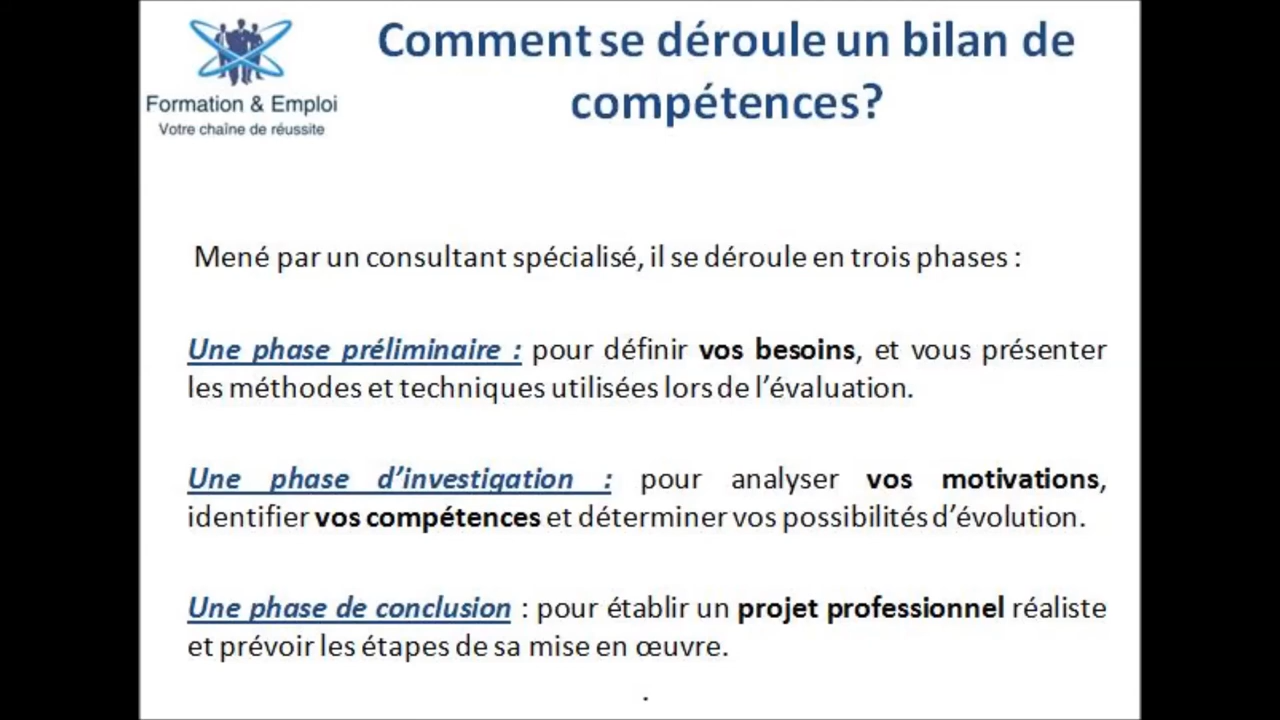 Comment se déroule un bilan de
compétences?
Formation & Emploi
Votre chaîne de réussite
Mené par un consultant spécialisé, il se déroule en trois phases :
Une phase préliminaire : pour définir vos besoins, et vous présenter
les méthodes et techniques utilisées lors de l’évaluation.
Une phase d’investigation : pour analyser vos motivations,
identifier vos compétences et déterminer vos possibilités d’évolution.
Une phase de conclusion : pour établir un projet professionnel réaliste
et prévoir les étapes de sa mise en œuvre.
.